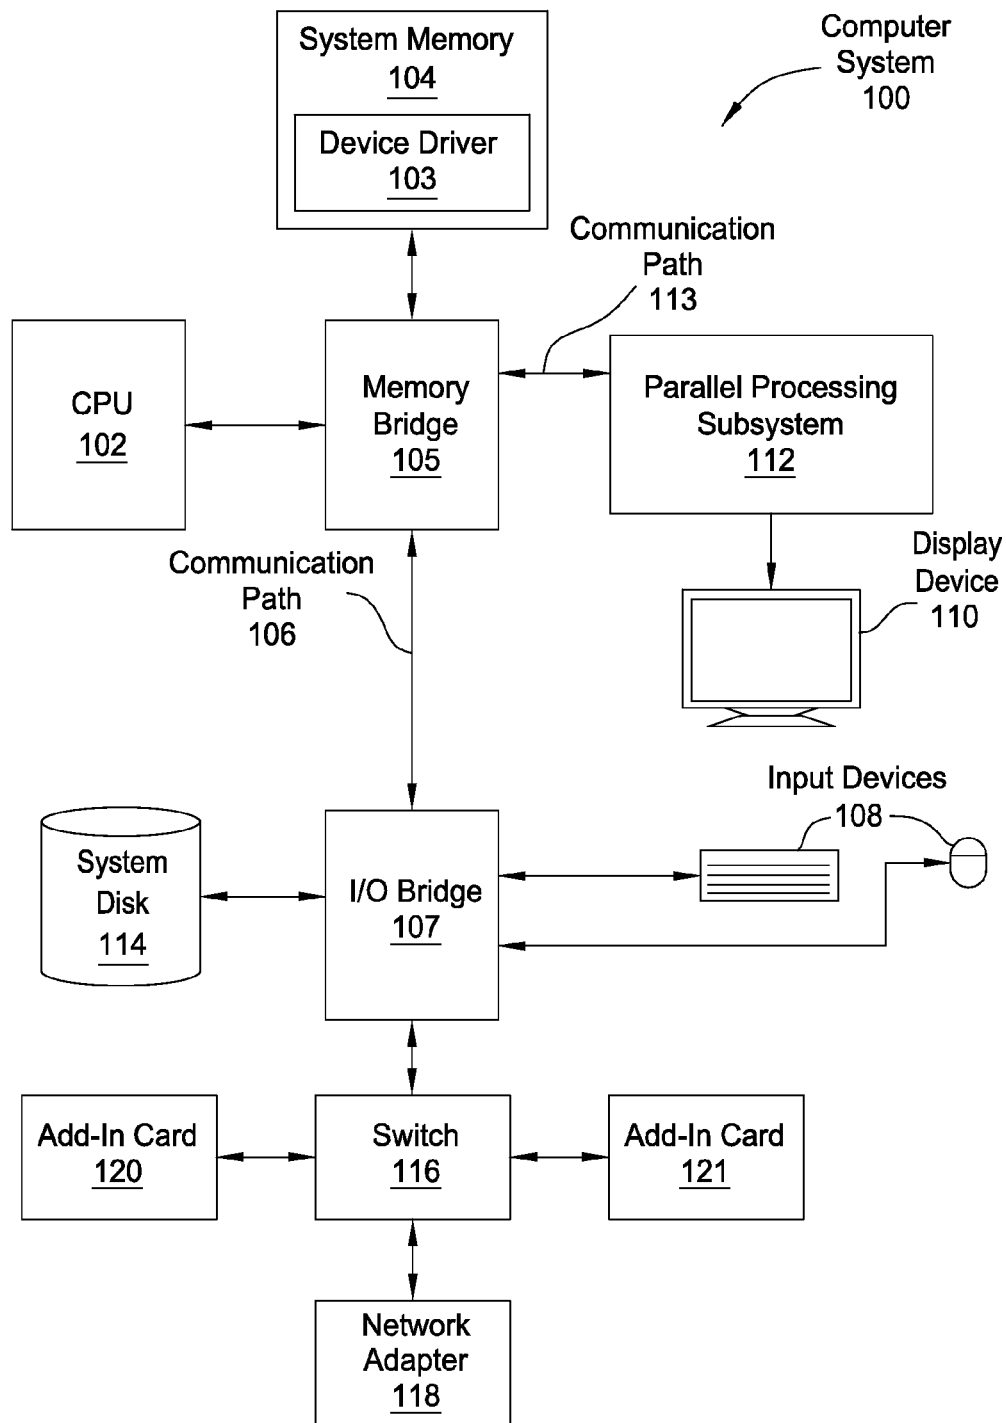 System Memory
104
Device Driver
103
Computer
System
100
Communication
Path
113
CPU
102
Memory
Bridge
105
Parallel Processing
Subsystem
112
Communication
Path
106
Display
Device
110
Input Devices
108
System
Disk
114
I/O Bridge
107
Add-In Card
120
Switch
116
Add-In Card
121
Network
Adapter
118